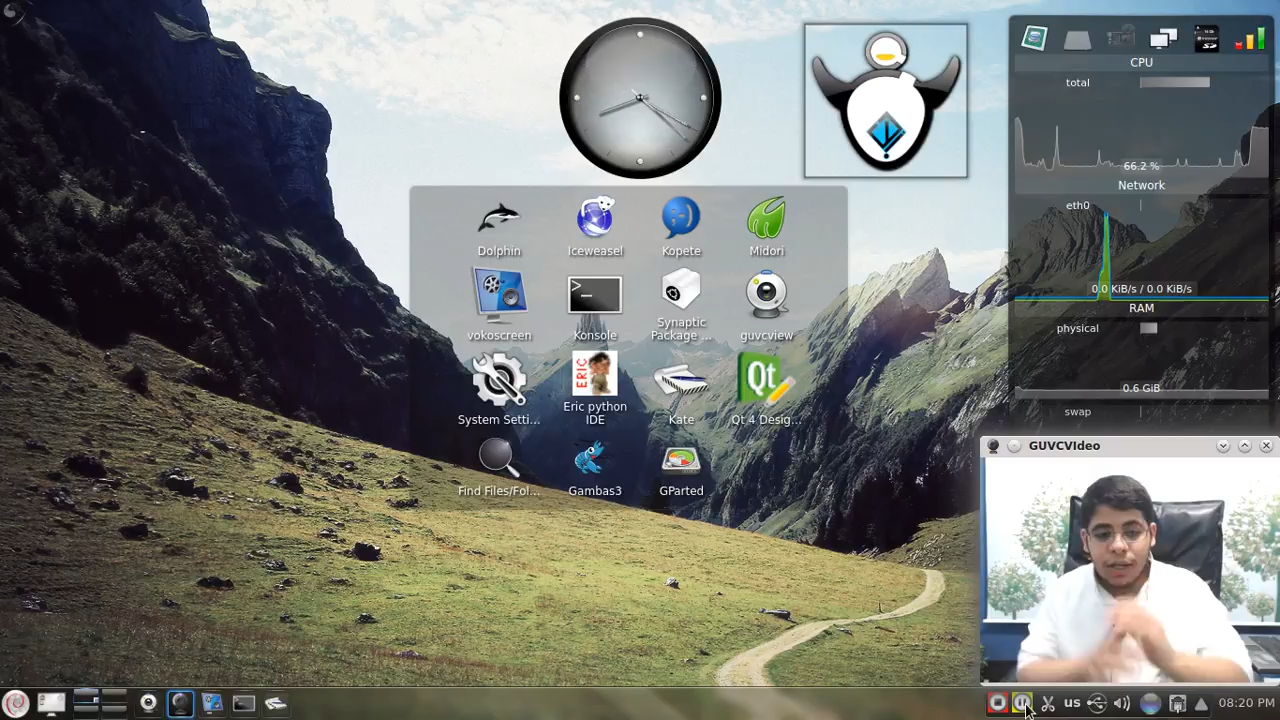 CPU
total
66.2 %
Network
eth0
0.0 KiB/s / 0.0 KiB/s
RAM
physical
0.6 GiB
swap
Dolphin
Iceweasel
Kopete
Midori
vokoscreen
Konsole
Synaptic
Package ...
guvcview
System Setti...
ERIC
Eric python
IDE
Kate
Qt
Qt 4 Desig...
Find Files/Fol...
Gambas3
GParted
GUVCVideo
us
08:20 PM